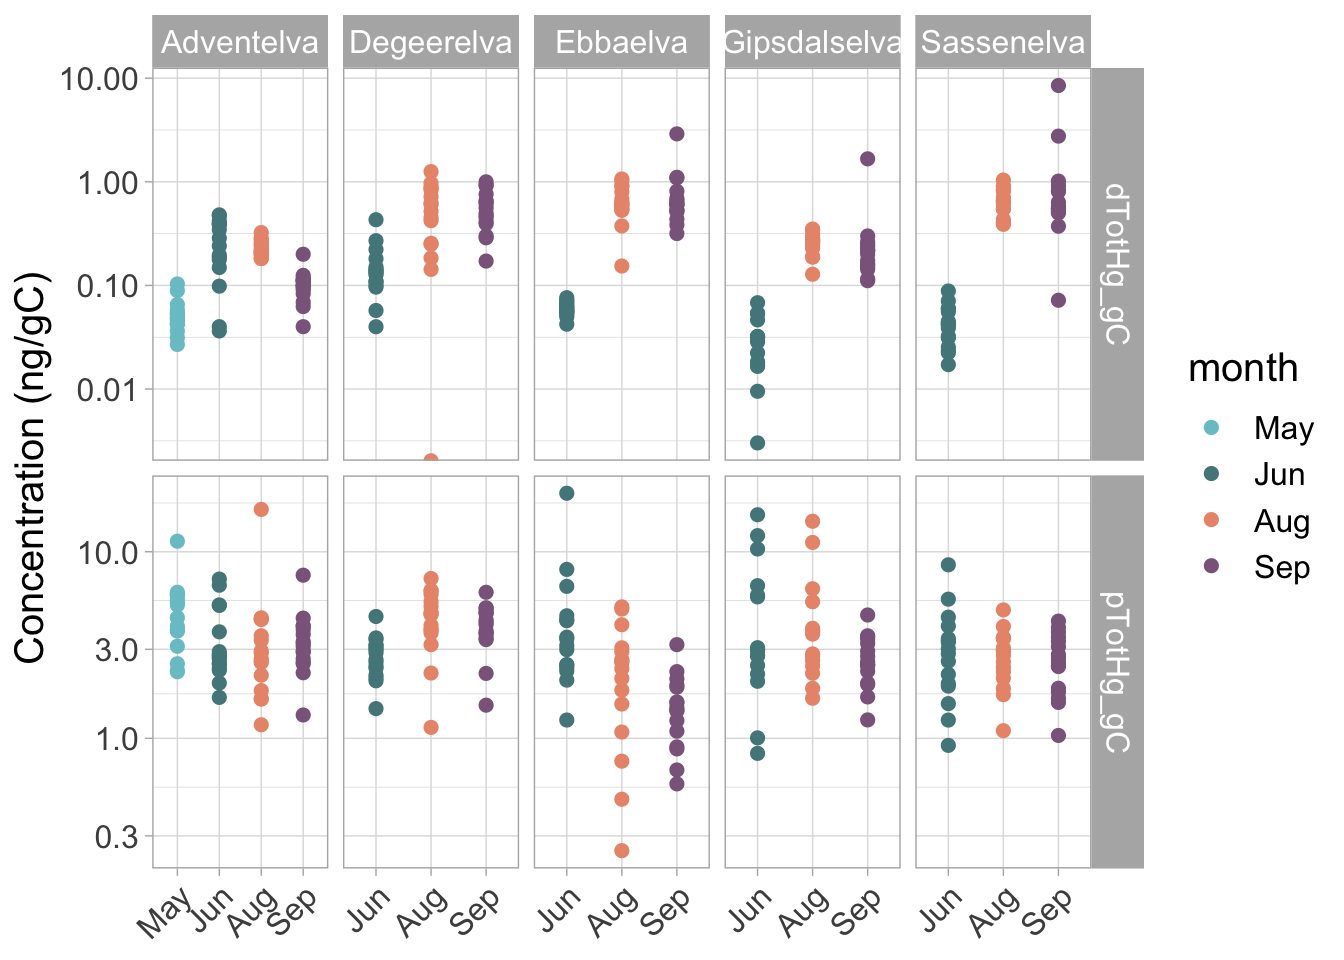 Adventelva Degeerelva Ebbaelva Gipsdalselva Sassenelva
10.00
1.00
0.10
0.01
dTotHg_gC
Concentration (ng/gC)
10.0
3.0
1.0
0.3
pTotHg_gC
May Jun Aug Sep Jun Aug Sep Jun Aug Sep Jun Aug Sep Jun Aug Sep
month
May
Jun
Aug
Sep